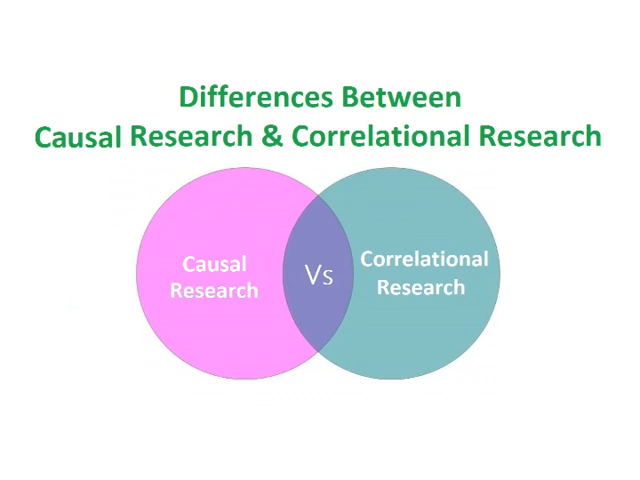 Differences Between
Causal Research & Correlational Research
Causal
Research
Vs
Correlational
Research